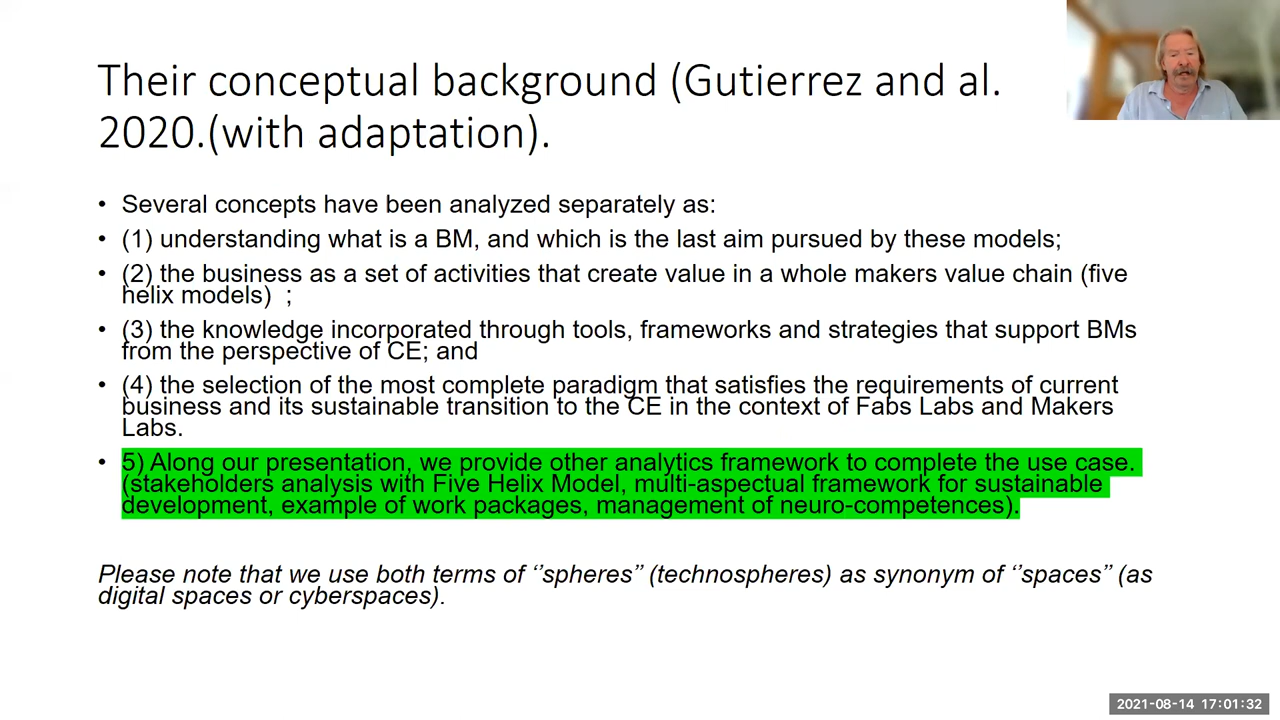 Their conceptual background (Gutierrez and al.
2020.(with adaptation).
• Several concepts have been analyzed separately as:
• (1) understanding what is a BM, and which is the last aim pursued by these models;
• (2) the business as a set of activities that create value in a whole makers value chain (five
helix models)  ;
• (3) the knowledge incorporated through tools, frameworks and strategies that support BMs
from the perspective of CE; and
• (4) the selection of the most complete paradigm that satisfies the requirements of current
business and its sustainable transition to the CE in the context of Fabs Labs and Makers
Labs.
• 5) Along our presentation, we provide other analytics framework to complete the use case.
(stakeholders analysis with Five Helix Model, multi-aspectual framework for sustainable
development, example of work packages, management of neuro-competences).
Please note that we use both terms of ‘’spheres’’ (technospheres) as synonym of ‘’spaces’’ (as
digital spaces or cyberspaces).
2021-08-14 17:01:32